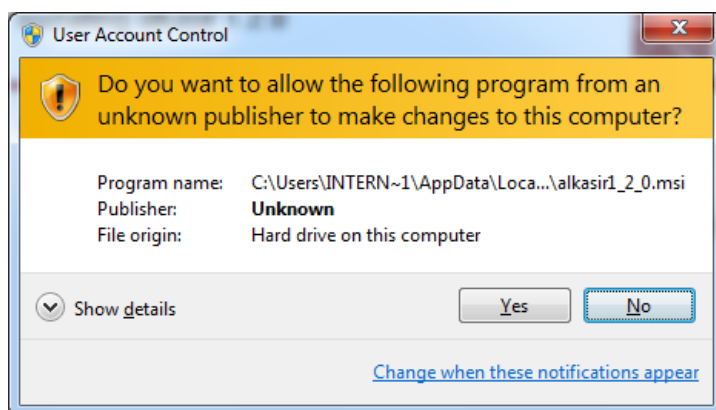 User Account Control
Do you want to allow the following program from an
unknown publisher to make changes to this computer?
Program name: C:\Users\INTERN~1\AppData\Loca...\alkasir1_2_0.msi
Publisher: Unknown
File origin: Hard drive on this computer
Show details Yes No
Change when these notifications appear